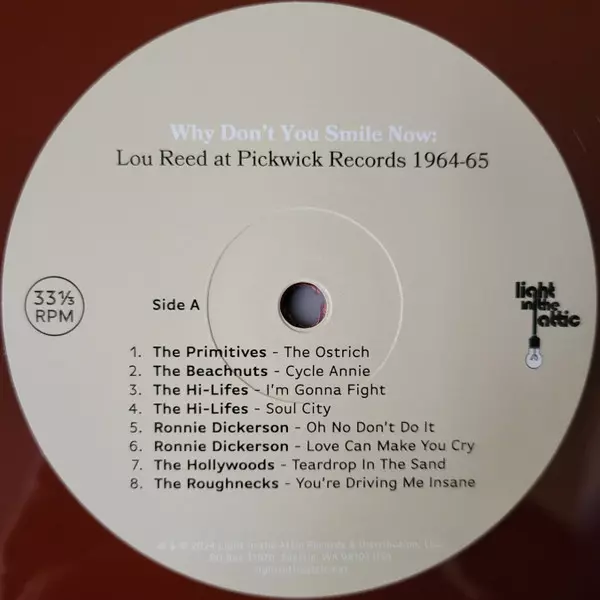 Why Don't You Smile Now:
Lou Reed at Pickwick Records 1964-65
33⅓
RPM
Side A
light
in the
attic
1. The Primitives - The Ostrich
2. The Beachnuts - Cycle Annie
3. The Hi-Lifes - I'm Gonna Fight
4. The Hi-Lifes - Soul City
5. Ronnie Dickerson - Oh No Don't Do It
6. Ronnie Dickerson - Love Can Make You Cry
7. The Hollywoods - Teardrop In The Sand
8. The Roughnecks - You're Driving Me Insane